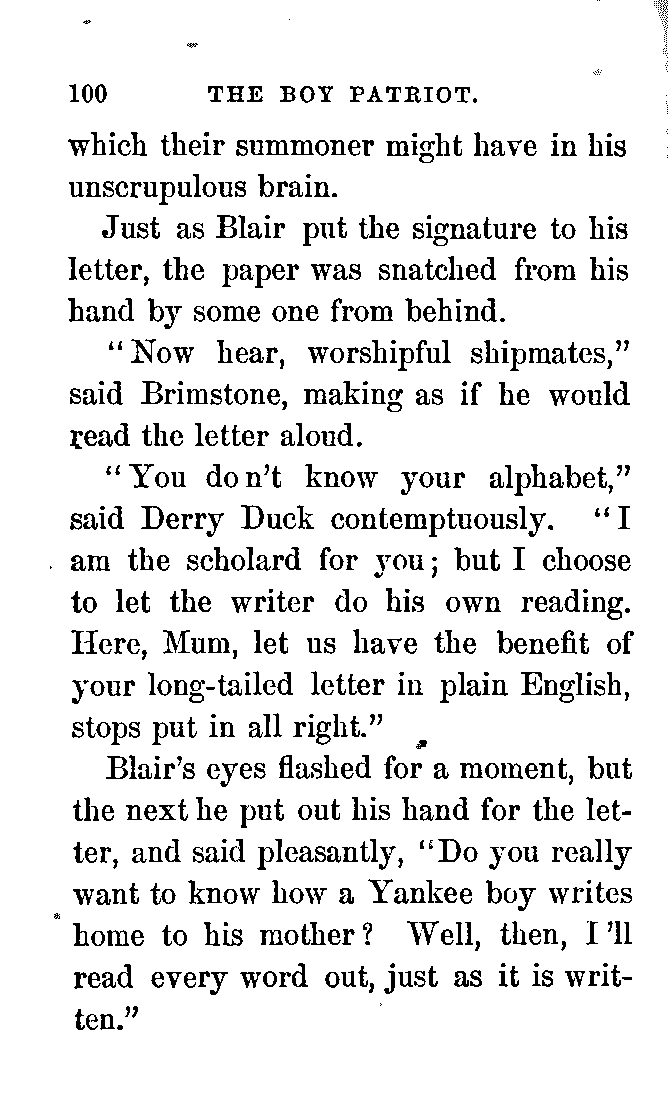 100 THE BOY PATRIOT.
which their summoner might have in his
unscrupulous brain.
Just as Blair put the signature to his
letter, the paper was snatched from his
hand by some one from behind.
"Now hear, worshipful shipmates,"
said Brimstone, making as if he would
read the letter aloud.
"You don't know your alphabet,"
said Derry Duck contemptuously. "I
am the scholard for you; but I choose
to let the writer do his own reading.
Here, Mum, let us have the benefit of
your long-tailed letter in plain English,
stops put in all right."
Blair's eyes flashed for a moment, but
the next he put out his hand for the let-
ter, and said pleasantly, "Do you really
want to know how a Yankee boy writes
home to his mother? Well, then, I'll
read every word out, just as it is writ-
ten."